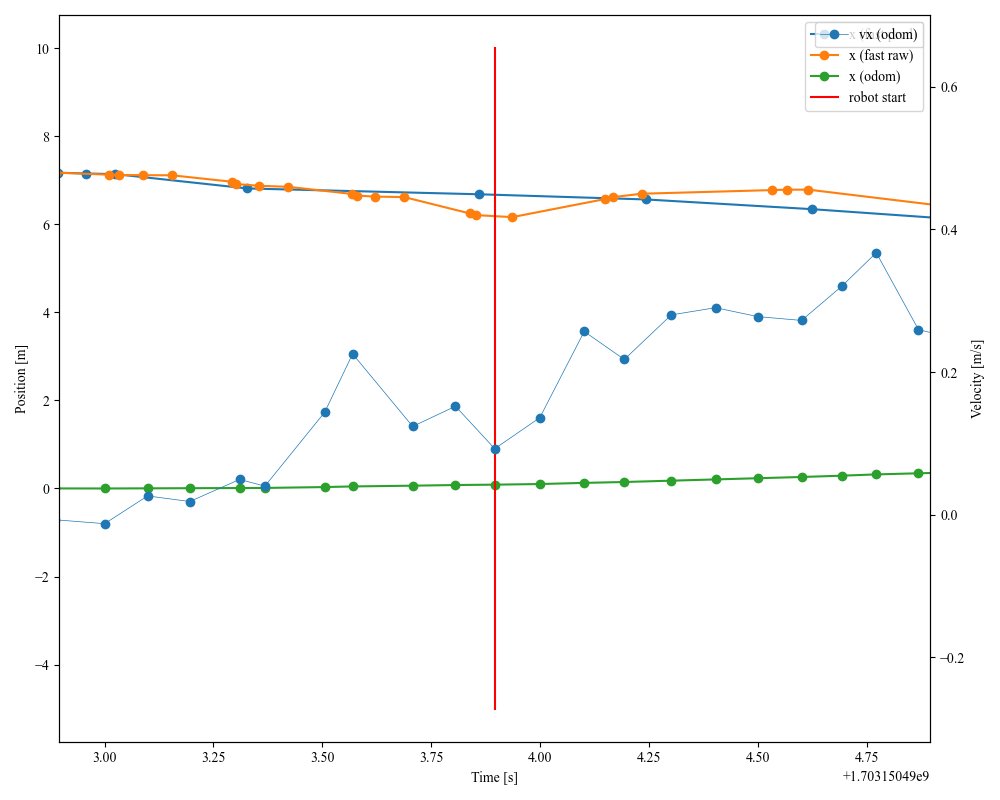 vx (odom)
x (fast raw)
x (odom)
robot start
10
8
6
4
2
0
−2
−4
0.6
0.4
0.2
0.0
−0.2
Position [m]
Velocity [m/s]
3.00 3.25 3.50 3.75 4.00 4.25 4.50 4.75
Time [s]
+1.70315049e9